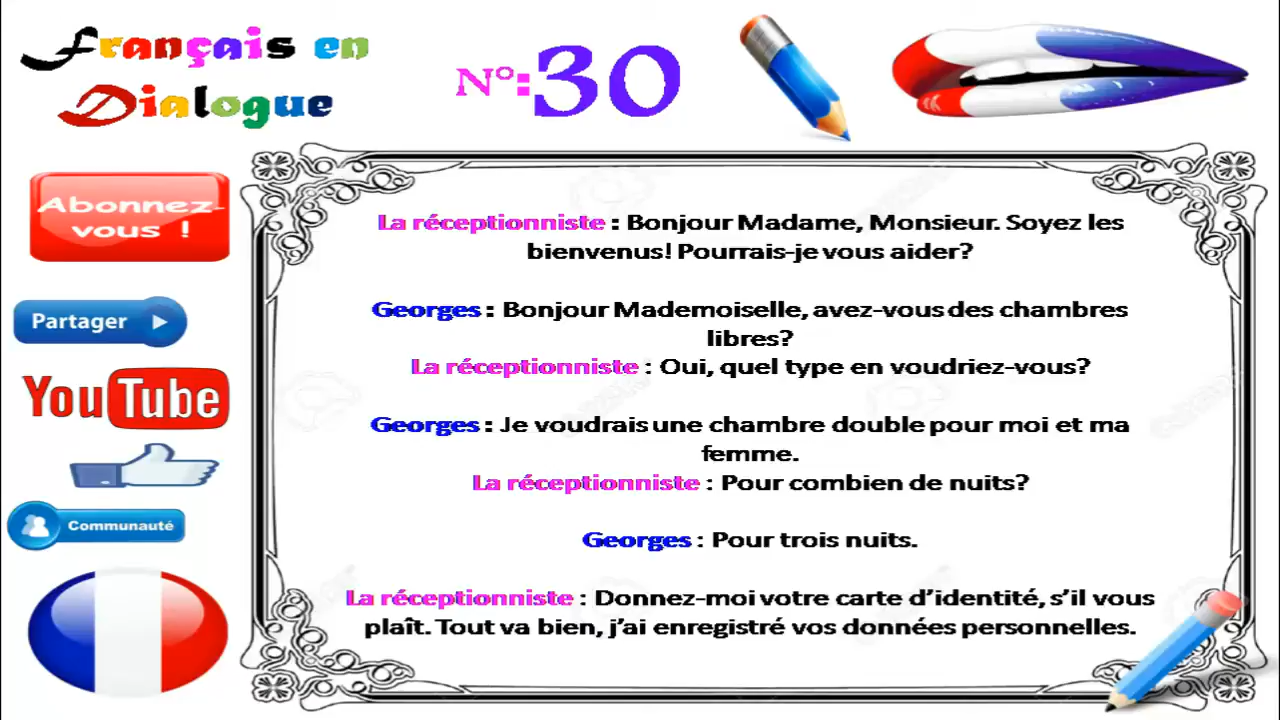 Français en
Dialogue
N°:30
Abonnez-
vous !
Partager
YouTube
Communauté
La réceptionniste : Bonjour Madame, Monsieur. Soyez les
bienvenus! Pourrais-je vous aider?
Georges : Bonjour Mademoiselle, avez-vous des chambres
libres?
La réceptionniste : Oui, quel type en voudriez-vous?
Georges : Je voudrais une chambre double pour moi et ma
femme.
La réceptionniste : Pour combien de nuits?
Georges : Pour trois nuits.
La réceptionniste : Donnez-moi votre carte d’identité, s’il vous
plaît. Tout va bien, j’ai enregistré vos données personnelles.